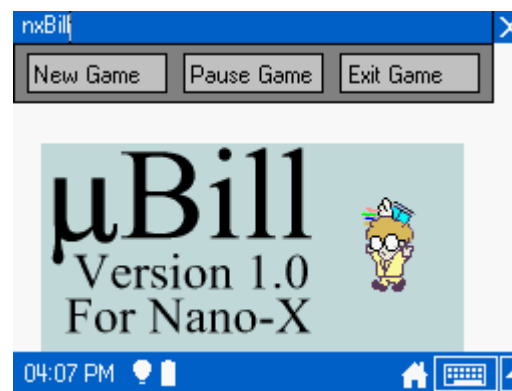 nxBill
New Game Pause Game Exit Game
µBill
Version 1.0
For Nano-X
04:07 PM